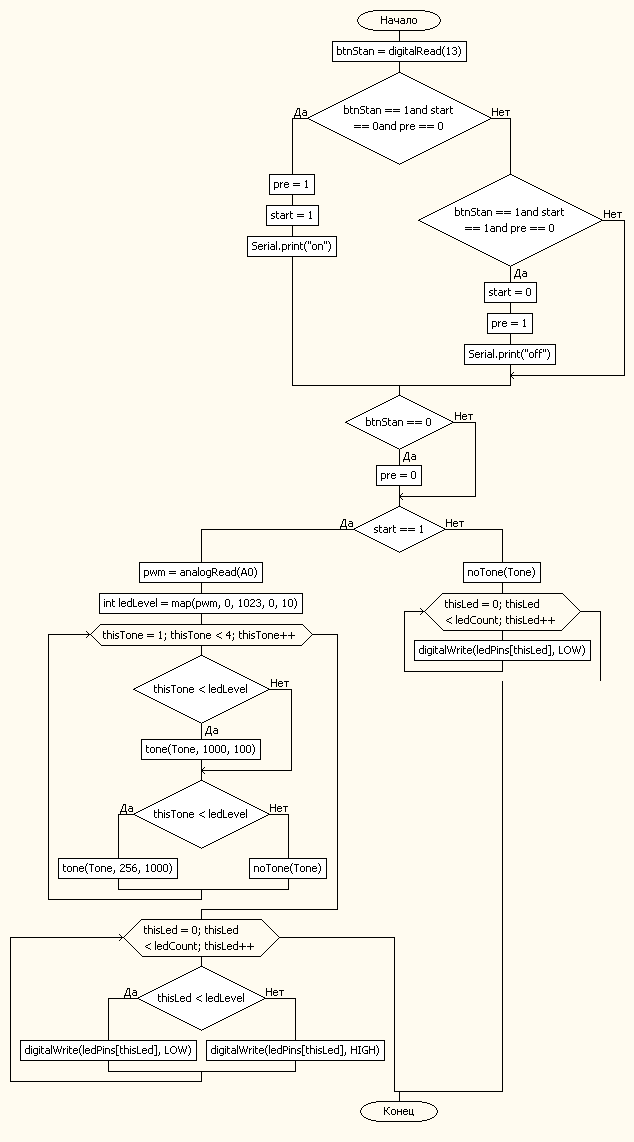 Начало
btnStan = digitalRead(13)
btnStan == 1and start
== 0and pre == 0
Да
Нет
pre = 1
start = 1
Serial.print("on")
btnStan == 1and start
== 1and pre == 0
Нет
Да
start = 0
pre = 1
Serial.print("off")
btnStan == 0
Нет
Да
pre = 0
start == 1
Да
Нет
pwm = analogRead(A0)
int ledLevel = map(pwm, 0, 1023, 0, 10)
thisTone = 1; thisTone < 4; thisTone++
thisTone < ledLevel
Нет
Да
tone(Tone, 1000, 100)
thisTone < ledLevel
Да
Нет
tone(Tone, 256, 1000)
noTone(Tone)
noTone(Tone)
thisLed = 0; thisLed
< ledCount; thisLed++
digitalWrite(ledPins[thisLed], LOW)
thisLed = 0; thisLed
< ledCount; thisLed++
thisLed < ledLevel
Да
Нет
digitalWrite(ledPins[thisLed], LOW)
digitalWrite(ledPins[thisLed], HIGH)
Конец